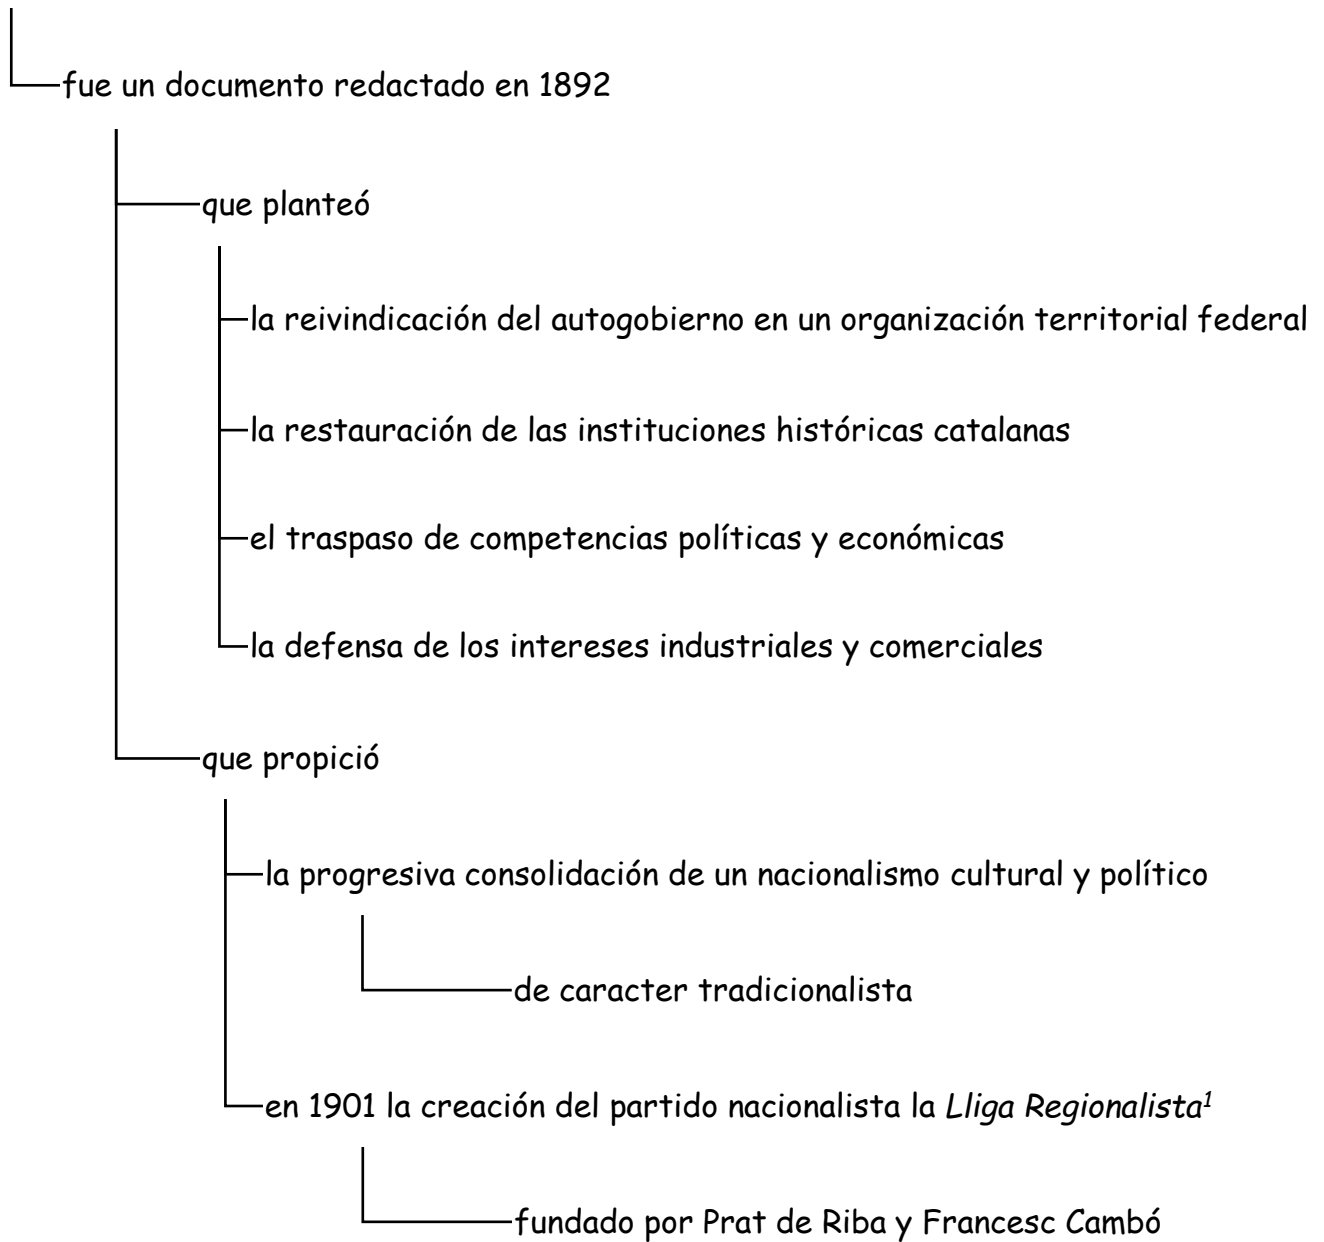 fue un documento redactado en 1892
que planteó
la reivindicación del autogobierno en un organización territorial federal
la restauración de las instituciones históricas catalanas
el traspaso de competencias políticas y económicas
la defensa de los intereses industriales y comerciales
que propició
la progresiva consolidación de un nacionalismo cultural y político
de caracter tradicionalista
en 1901 la creación del partido nacionalista la Lliga Regionalista¹
fundado por Prat de Riba y Francesc Cambó